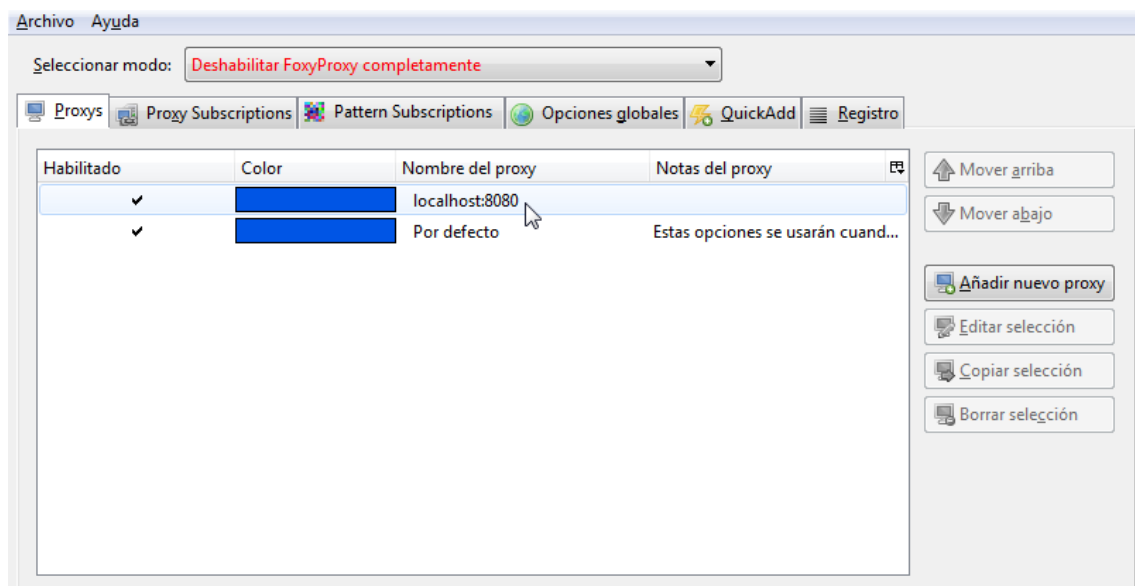 Archivo Ayuda
Seleccionar modo: Deshabilitar FoxyProxy completamente
Proxys Proxy Subscriptions Pattern Subscriptions Opciones globales QuickAdd Registro
Habilitado Color Nombre del proxy Notas del proxy
localhost:8080
Por defecto Estas opciones se usarán cuand...
Mover arriba
Mover abajo
Añadir nuevo proxy
Editar selección
Copiar selección
Borrar selección